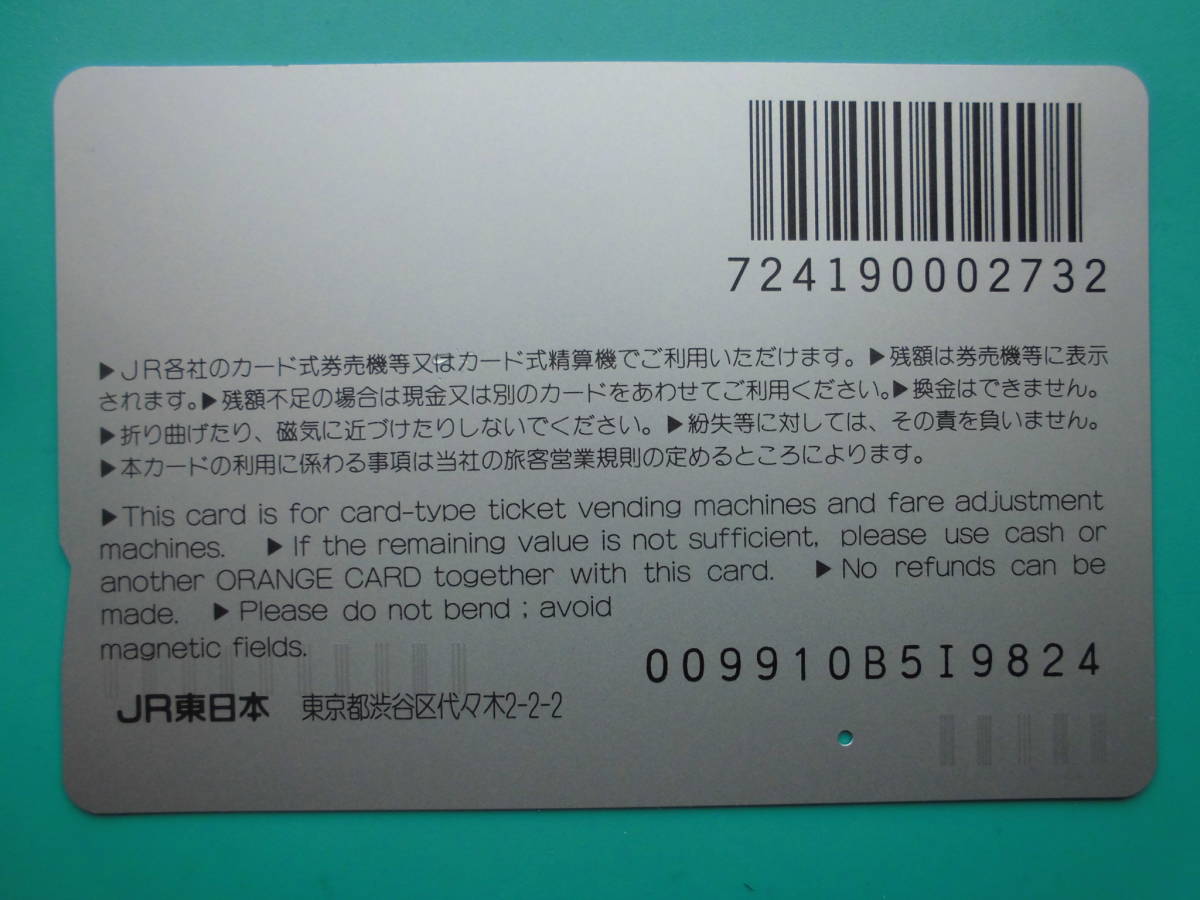 724190002732
▶JR各社のカード式券売機等又はカード式精算機でご利用いただけます。▶残額は券売機等に表示
されます。▶残額不足の場合は現金又は別のカードをあわせてご利用ください。▶換金はできません。
▶折り曲げたり、磁気に近づけたりしないでください。▶紛失等に対しては、その責を負いません。
▶本カードの利用に係わる事項は当社の旅客営業規則の定めるところによります。
▶This card is for card-type ticket vending machines and fare adjustment
machines. ▶If the remaining value is not sufficient, please use cash or
another ORANGE CARD together with this card. ▶No refunds can be
made. ▶Please do not bend ; avoid
magnetic fields.
009910B5I9824
JR東日本 東京都渋谷区代々木2-2-2